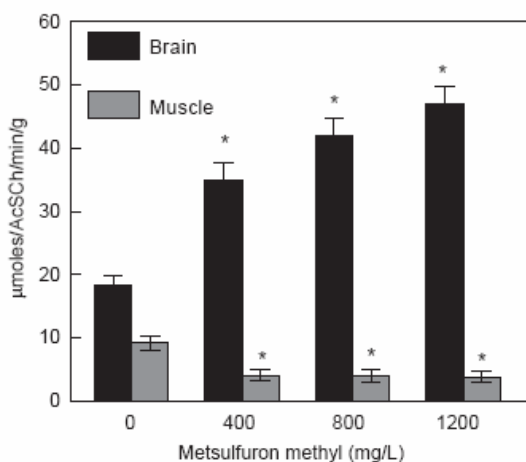 60
Brain
50
*
*
Muscle
40
*
30
20
10
*
*
*
0
0 400 800 1200
µmoles/AcSCh/min/g
Metsulfuron methyl (mg/L)